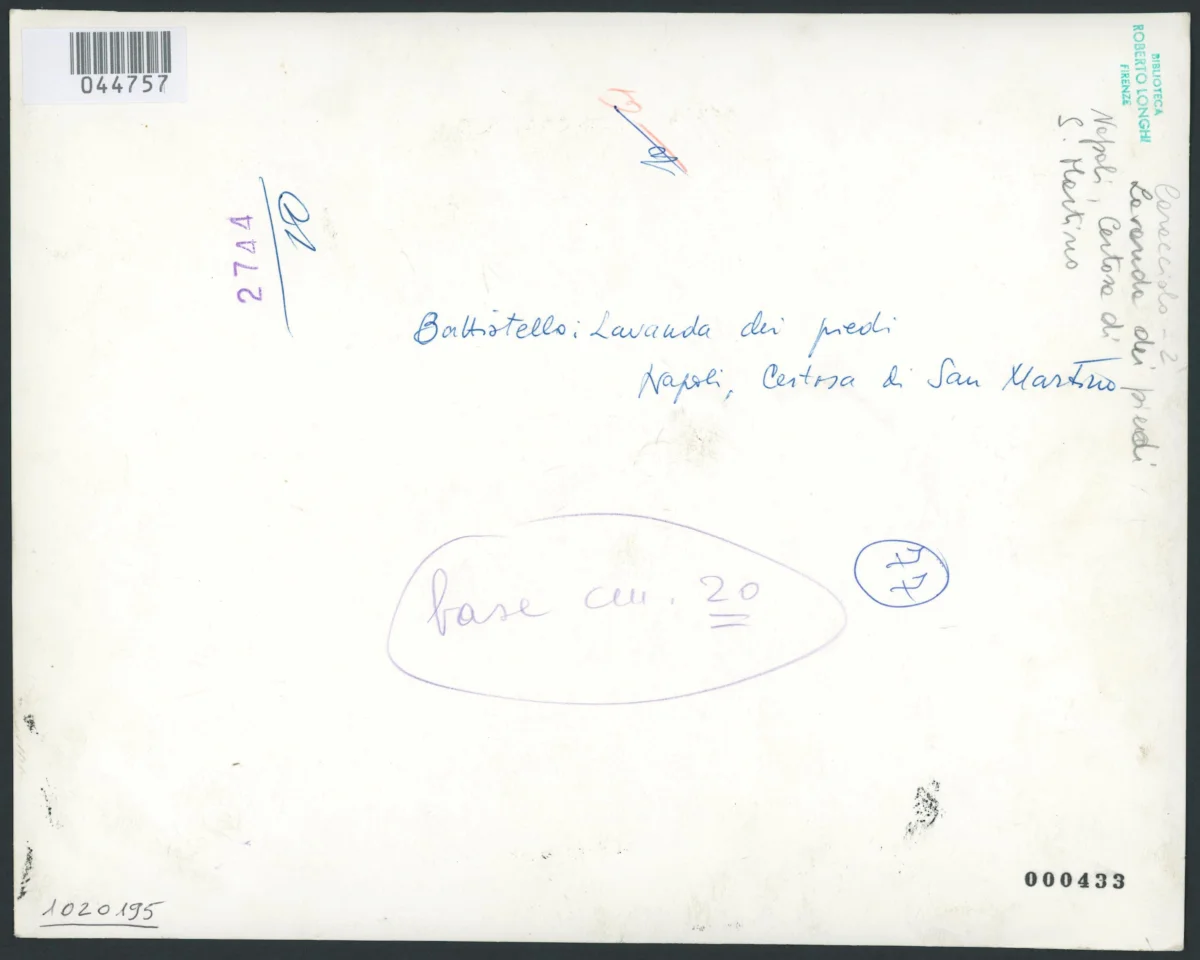 044757
BIBLIOTECA
ROBERTO LONGHI
FIRENZE
Caracciolo - 2
Lavanda dei piedi
Napoli, Certosa di
S. Martino
2744
Battistello: Lavanda dei piedi
Napoli, Certosa di San Martino
base cm. 20
77
000433
1020195